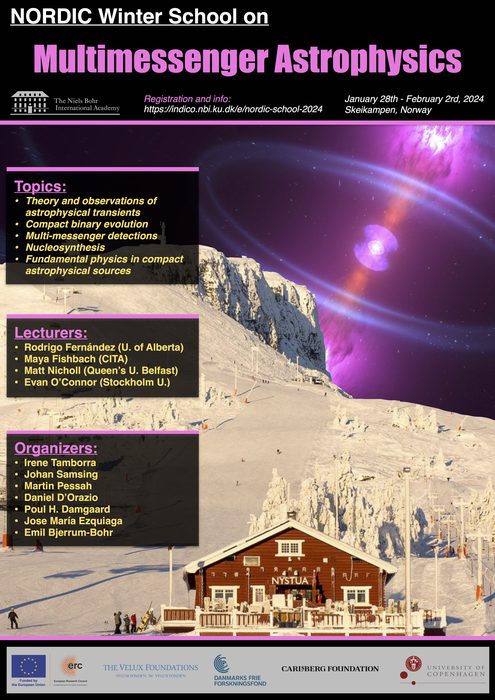 NORDIC Winter School on
Multimessenger Astrophysics
The Niels Bohr
International Academy
Registration and info:
https://indico.nbi.ku.dk/e/nordic-school-2024
January 28th - February 2rd, 2024
Skeikampen, Norway
Topics:
• Theory and observations of
astrophysical transients
• Compact binary evolution
• Multi-messenger detections
• Nucleosynthesis
• Fundamental physics in compact
astrophysical sources
Lecturers:
• Rodrigo Fernández (U. of Alberta)
• Maya Fishbach (CITA)
• Matt Nicholl (Queen's U. Belfast)
• Evan O'Connor (Stockholm U.)
Organizers:
• Irene Tamborra
• Johan Samsing
• Martin Pessah
• Daniel D'Orazio
• Poul H. Damgaard
• Jose María Ezquiaga
• Emil Bjerrum-Bohr
NYSTUA
Funded by
the European Union
erc
European Research Council
THE VELUX FOUNDATIONS
VILLUM FONDEN VELUX FONDEN
DANMARKS FRIE
FORSKNINGSFOND
CARLSBERG FOUNDATION
UNIVERSITY OF
COPENHAGEN